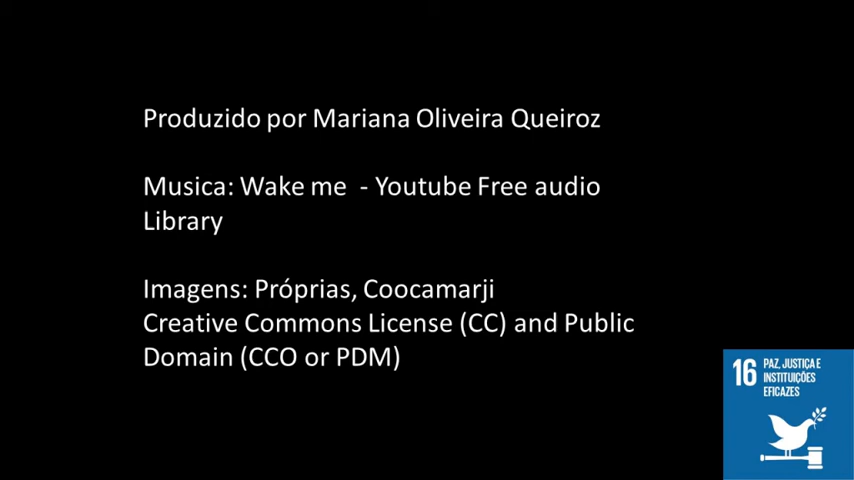 Produzido por Mariana Oliveira Queiroz
Musica: Wake me - Youtube Free audio
Library
Imagens: Próprias, Coocamarji
Creative Commons License (CC) and Public
Domain (CCO or PDM)
16 PAZ, JUSTIÇA E
INSTITUIÇÕES
EFICAZES